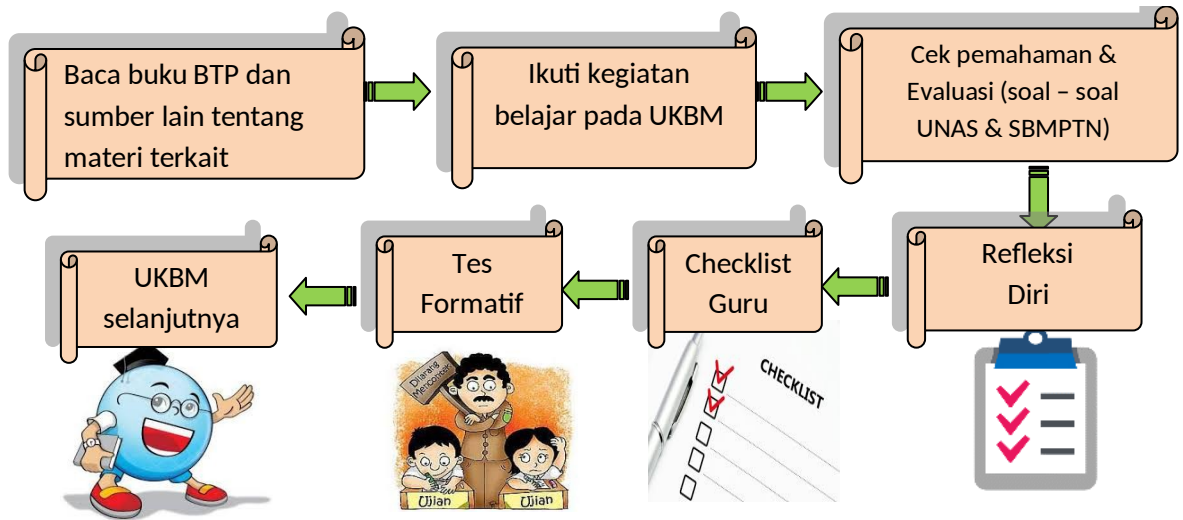 Baca buku BTP dan
sumber lain tentang
materi terkait
Ikuti kegiatan
belajar pada UKBM
Cek pemahaman &
Evaluasi (soal – soal
UNAS & SBMPTN)
Refleksi
Diri
Checklist
Guru
Tes
Formatif
UKBM
selanjutnya
Dilarang
Mencontek
Ujian
Ujian
CHECKLIST